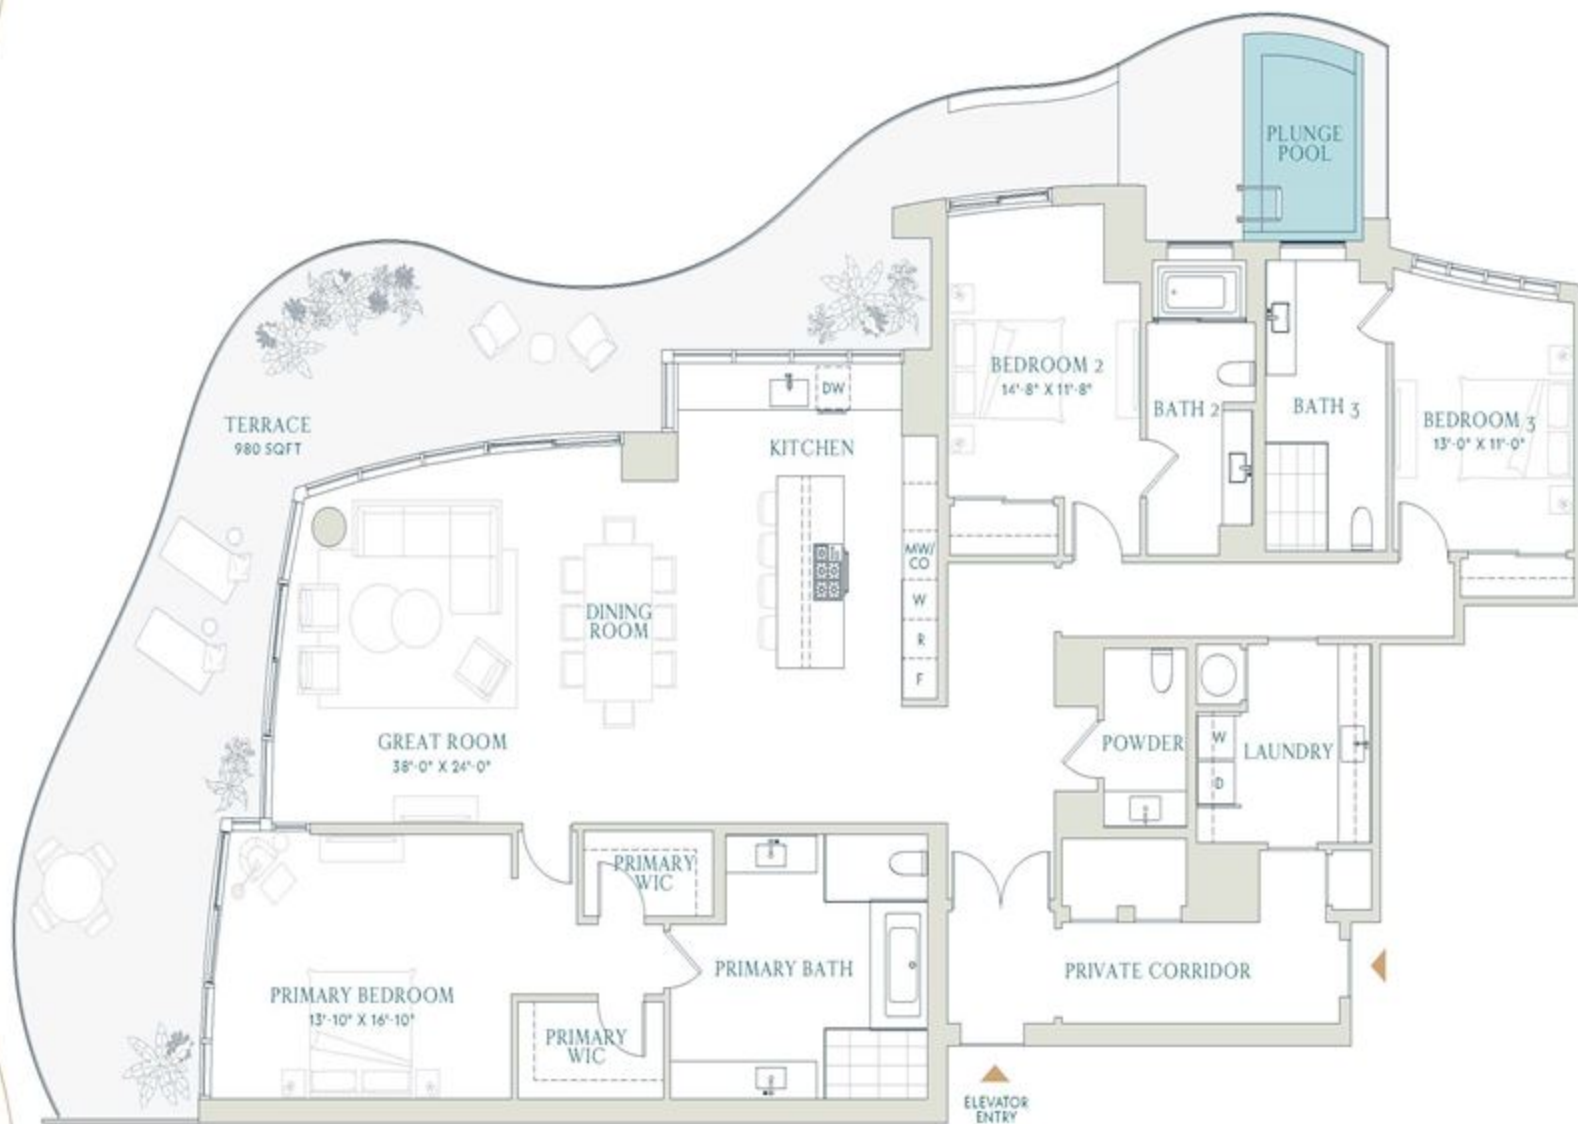 PLUNGE
POOL
BEDROOM 2
14'-8" X 11'-8"
BATH 2
BATH 3
BEDROOM 3
13'-0" X 11'-0"
TERRACE
980 SQFT
DW
KITCHEN
MW/
CO
W
R
F
DINING
ROOM
GREAT ROOM
38'-0" X 24'-0"
POWDER
W
D
LAUNDRY
PRIMARY
WIC
PRIMARY BATH
PRIMARY BEDROOM
13'-10" X 16'-10"
PRIMARY
WIC
PRIVATE CORRIDOR
ELEVATOR
ENTRY